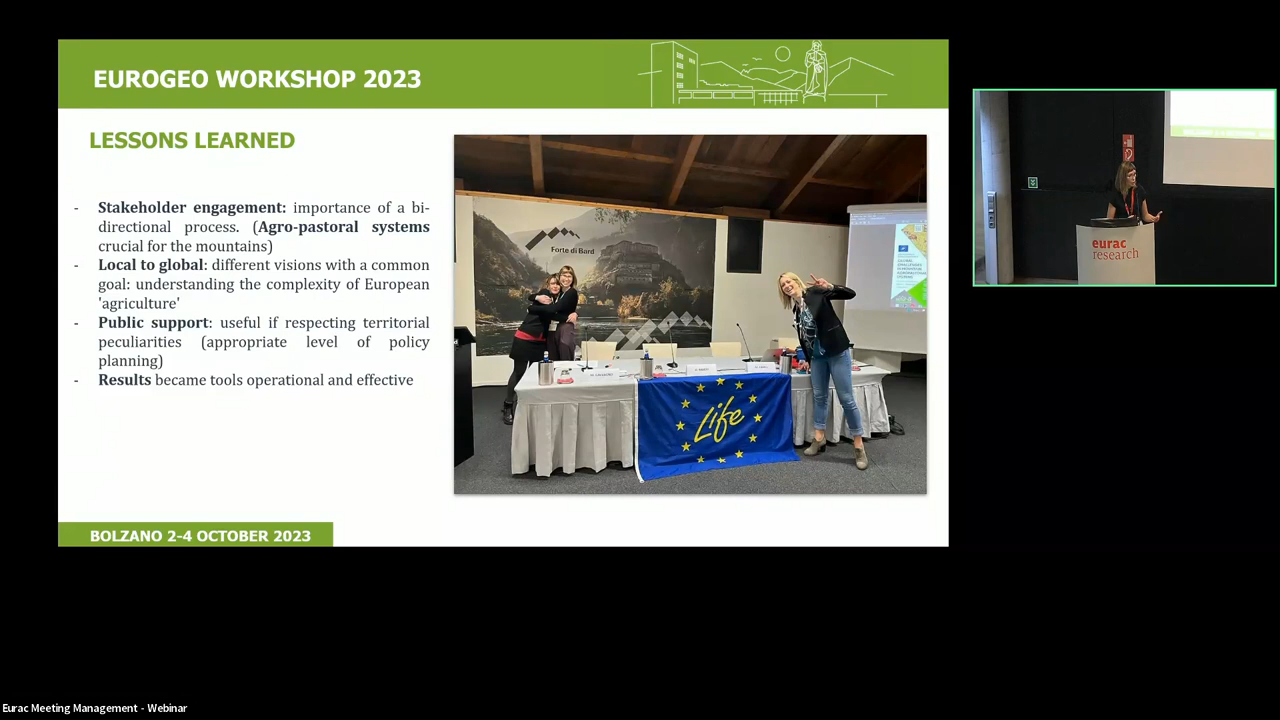 EUROGEO WORKSHOP 2023
LESSONS LEARNED
- Stakeholder engagement: importance of a bi-
directional process. (Agro-pastoral systems
crucial for the mountains)
- Local to global: different visions with a common
goal: understanding the complexity of European
'agriculture'
- Public support: useful if respecting territorial
peculiarities (appropriate level of policy
planning)
- Results became tools operational and effective
Forte di Bard
Life
BOLZANO 2-4 OCTOBER 2023
eurac
research
Eurac Meeting Management - Webinar